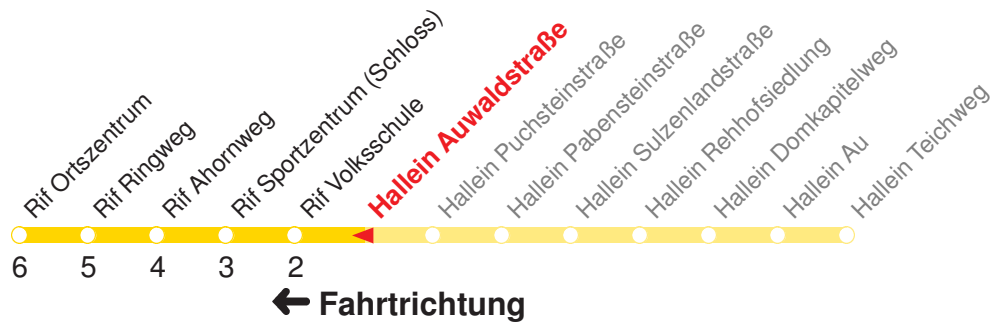 Rif Ortszentrum
Rif Ringweg
Rif Ahornweg
Rif Sportzentrum (Schloss)
Rif Volksschule
Hallein Auwaldstraße
Hallein Puchsteinstraße
Hallein Pabensteinstraße
Hallein Sulzenlandstraße
Hallein Rehhofsiedlung
Hallein Domkapitelweg
Hallein Au
Hallein Teichweg
6 5 4 3 2
Fahrtrichtung